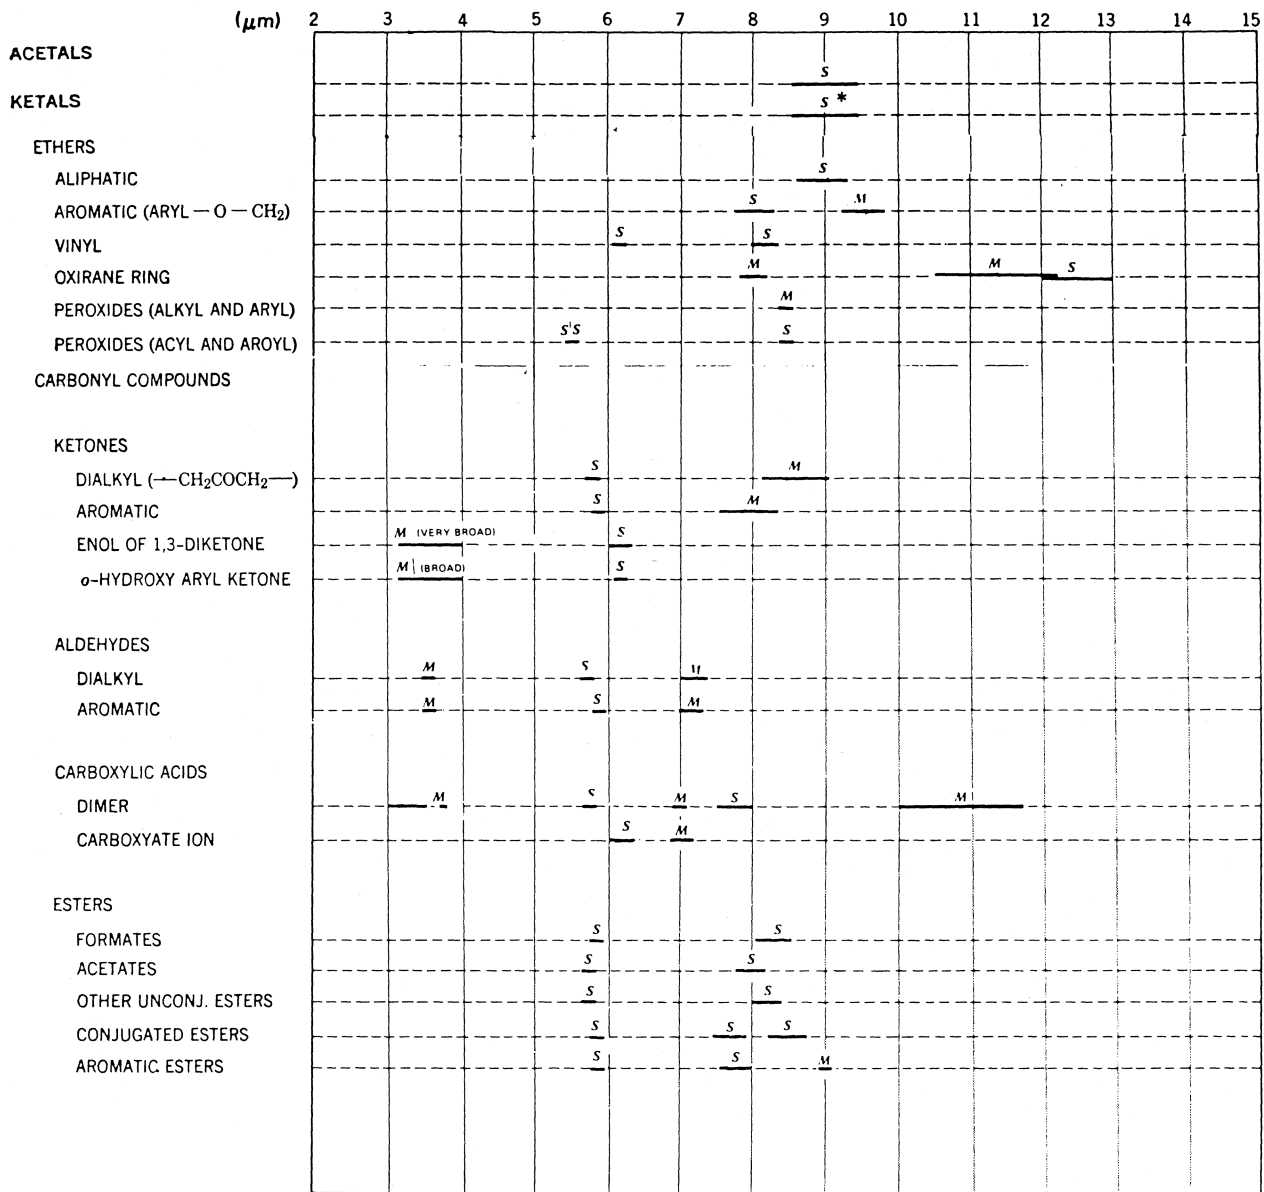 (μm) 2 3 4 5 6 7 8 9 10 11 12 13 14 15
ACETALS
S
KETALS
S *
ETHERS
ALIPHATIC S
AROMATIC (ARYL — O — CH₂) S M
VINYL S S
OXIRANE RING M M S
PEROXIDES (ALKYL AND ARYL) M
PEROXIDES (ACYL AND AROYL) S S S
CARBONYL COMPOUNDS
KETONES
DIALKYL (—CH₂COCH₂—) S M
AROMATIC S M
ENOL OF 1,3-DIKETONE M (VERY BROAD) S
o-HYDROXY ARYL KETONE M (BROAD) S
ALDEHYDES
DIALKYL M S M
AROMATIC M S M
CARBOXYLIC ACIDS
DIMER M S M S M
CARBOXYATE ION S M
ESTERS
FORMATES S S
ACETATES S S
OTHER UNCONJ. ESTERS S S
CONJUGATED ESTERS S S S
AROMATIC ESTERS S S M